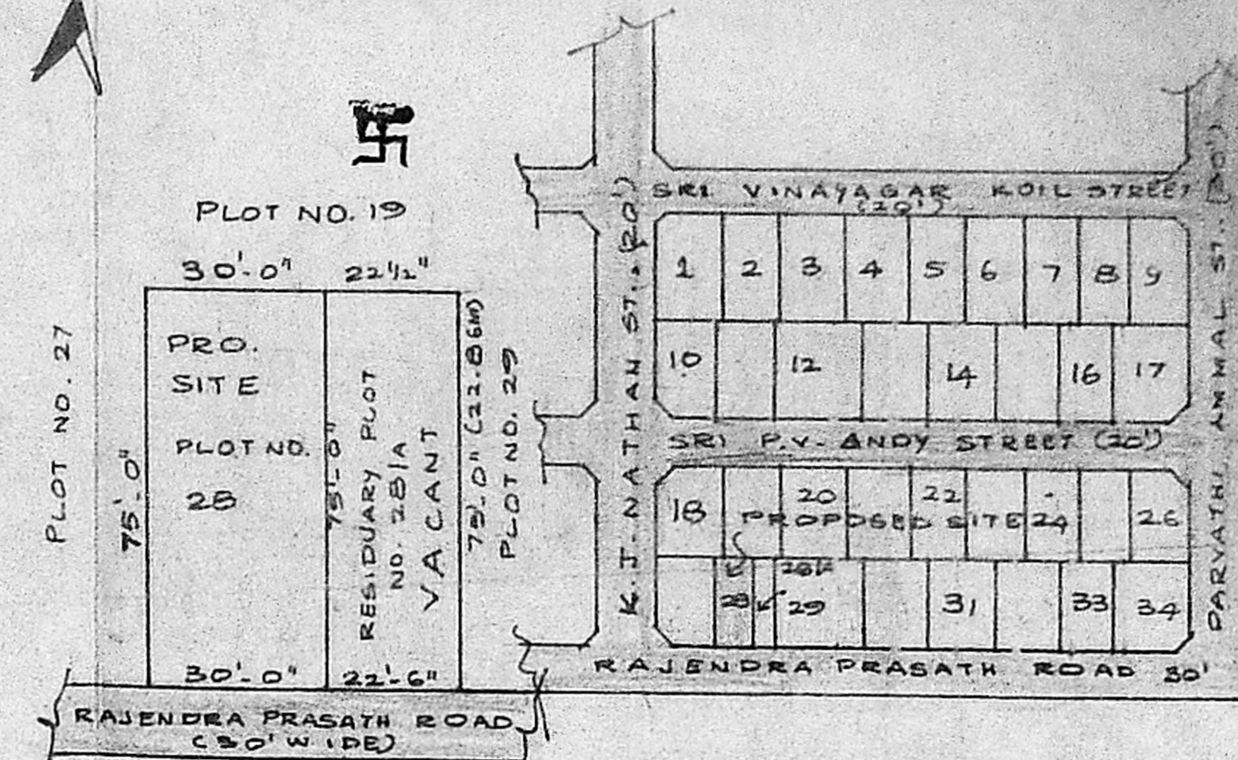 PLOT NO. 19
30'-0" 22½"
PLOT NO. 27
75'-0"
PRO.
SITE
PLOT NO.
28
75'-0"
RESIDUARY PLOT
NO. 28/A
VACANT
75'-0" (22.86M)
PLOT NO. 29
30'-0" 22'-6"
RAJENDRA PRASATH ROAD
(30' WIDE)
SRI VINAYAGAR KOIL STREET
(20')
K.J. NATHAN ST.
1 2 3 4 5 6 7 8 9
10 12 14 16 17
SRI P.V. ANDY STREET (20')
18 20 22 24 26
PROPOSED SITE
28 29 31 33 34
RAJENDRA PRASATH ROAD 30'
PARVATHI AMMAL ST. (30')